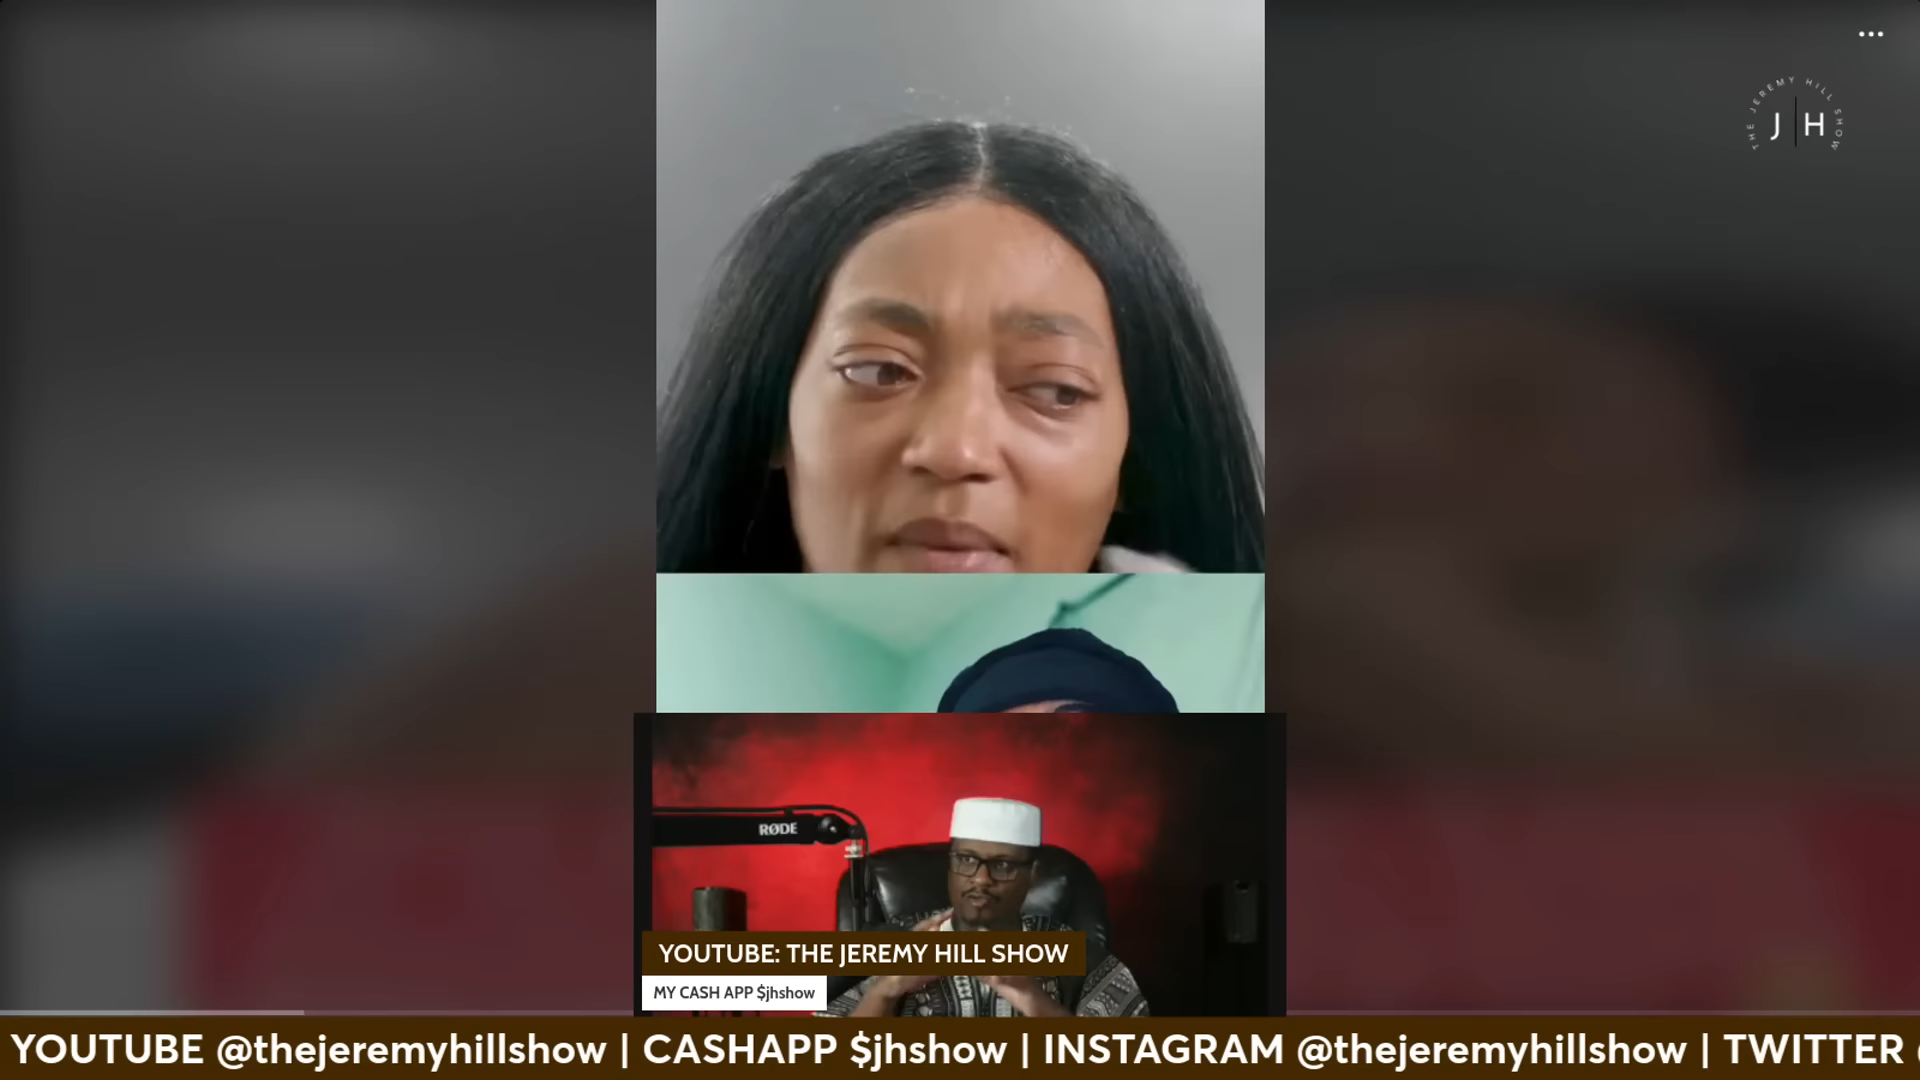 THE JEREMY HILL SHOW
J H
RØDE
YOUTUBE: THE JEREMY HILL SHOW
MY CASH APP $jhshow
YOUTUBE @thejeremyhillshow | CASHAPP $jhshow | INSTAGRAM @thejeremyhillshow | TWITTER